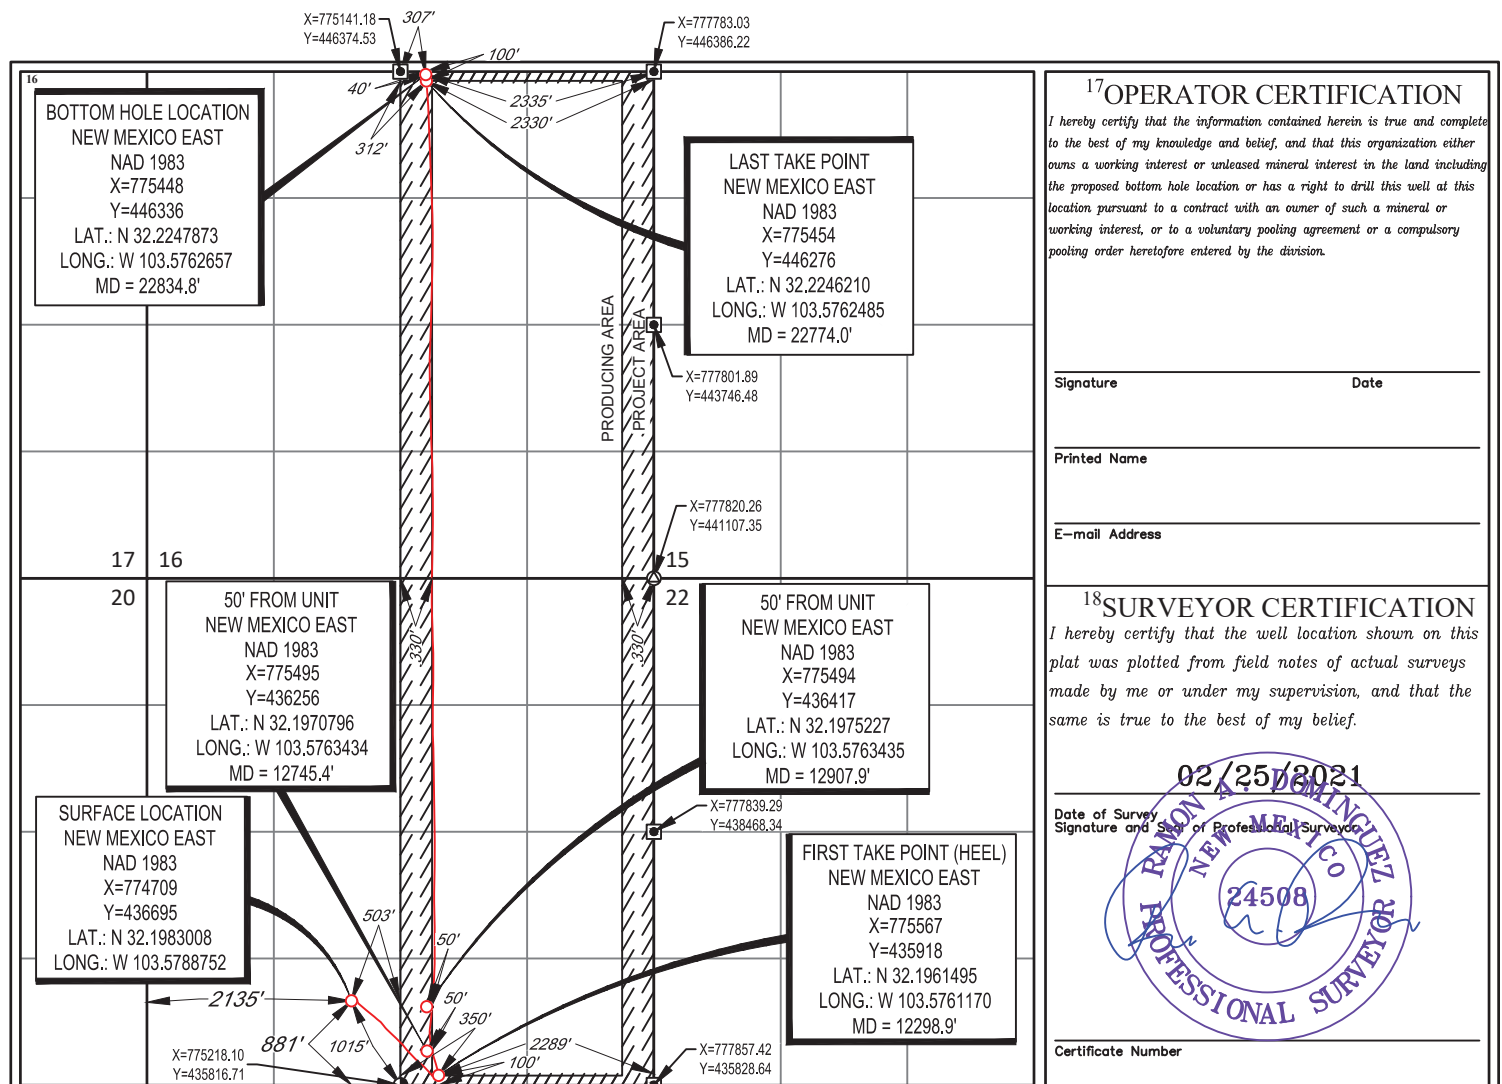 X=775141.18
Y=446374.53
307'
X=777783.03
Y=446386.22
100'
16
40'
2335'
2330'
312'
BOTTOM HOLE LOCATION
NEW MEXICO EAST
NAD 1983
X=775448
Y=446336
LAT.: N 32.2247873
LONG.: W 103.5762657
MD = 22834.8'
LAST TAKE POINT
NEW MEXICO EAST
NAD 1983
X=775454
Y=446276
LAT.: N 32.2246210
LONG.: W 103.5762485
MD = 22774.0'
PRODUCING AREA
PROJECT AREA
X=777801.89
Y=443746.48
X=777820.26
Y=441107.35
17 16
15
20
22
50' FROM UNIT
NEW MEXICO EAST
NAD 1983
X=775495
Y=436256
LAT.: N 32.1970796
LONG.: W 103.5763434
MD = 12745.4'
330'
330'
50' FROM UNIT
NEW MEXICO EAST
NAD 1983
X=775494
Y=436417
LAT.: N 32.1975227
LONG.: W 103.5763435
MD = 12907.9'
X=777839.29
Y=438468.34
SURFACE LOCATION
NEW MEXICO EAST
NAD 1983
X=774709
Y=436695
LAT.: N 32.1983008
LONG.: W 103.5788752
FIRST TAKE POINT (HEEL)
NEW MEXICO EAST
NAD 1983
X=775567
Y=435918
LAT.: N 32.1961495
LONG.: W 103.5761170
MD = 12298.9'
503'
50'
50'
2135'
350'
881'
1015'
2289'
100'
X=775218.10
Y=435816.71
X=777857.42
Y=435828.64
17OPERATOR CERTIFICATION
I hereby certify that the information contained herein is true and complete
to the best of my knowledge and belief, and that this organization either
owns a working interest or unleased mineral interest in the land including
the proposed bottom hole location or has a right to drill this well at this
location pursuant to a contract with an owner of such a mineral or
working interest, or to a voluntary pooling agreement or a compulsory
pooling order heretofore entered by the division.
Signature Date
Printed Name
E-mail Address
18SURVEYOR CERTIFICATION
I hereby certify that the well location shown on this
plat was plotted from field notes of actual surveys
made by me or under my supervision, and that the
same is true to the best of my belief.
02/25/2021
Date of Survey
Signature and Seal of Professional Surveyor:
RAMON A. DOMINGUEZ
NEW MEXICO
24508
PROFESSIONAL SURVEYOR
Certificate Number